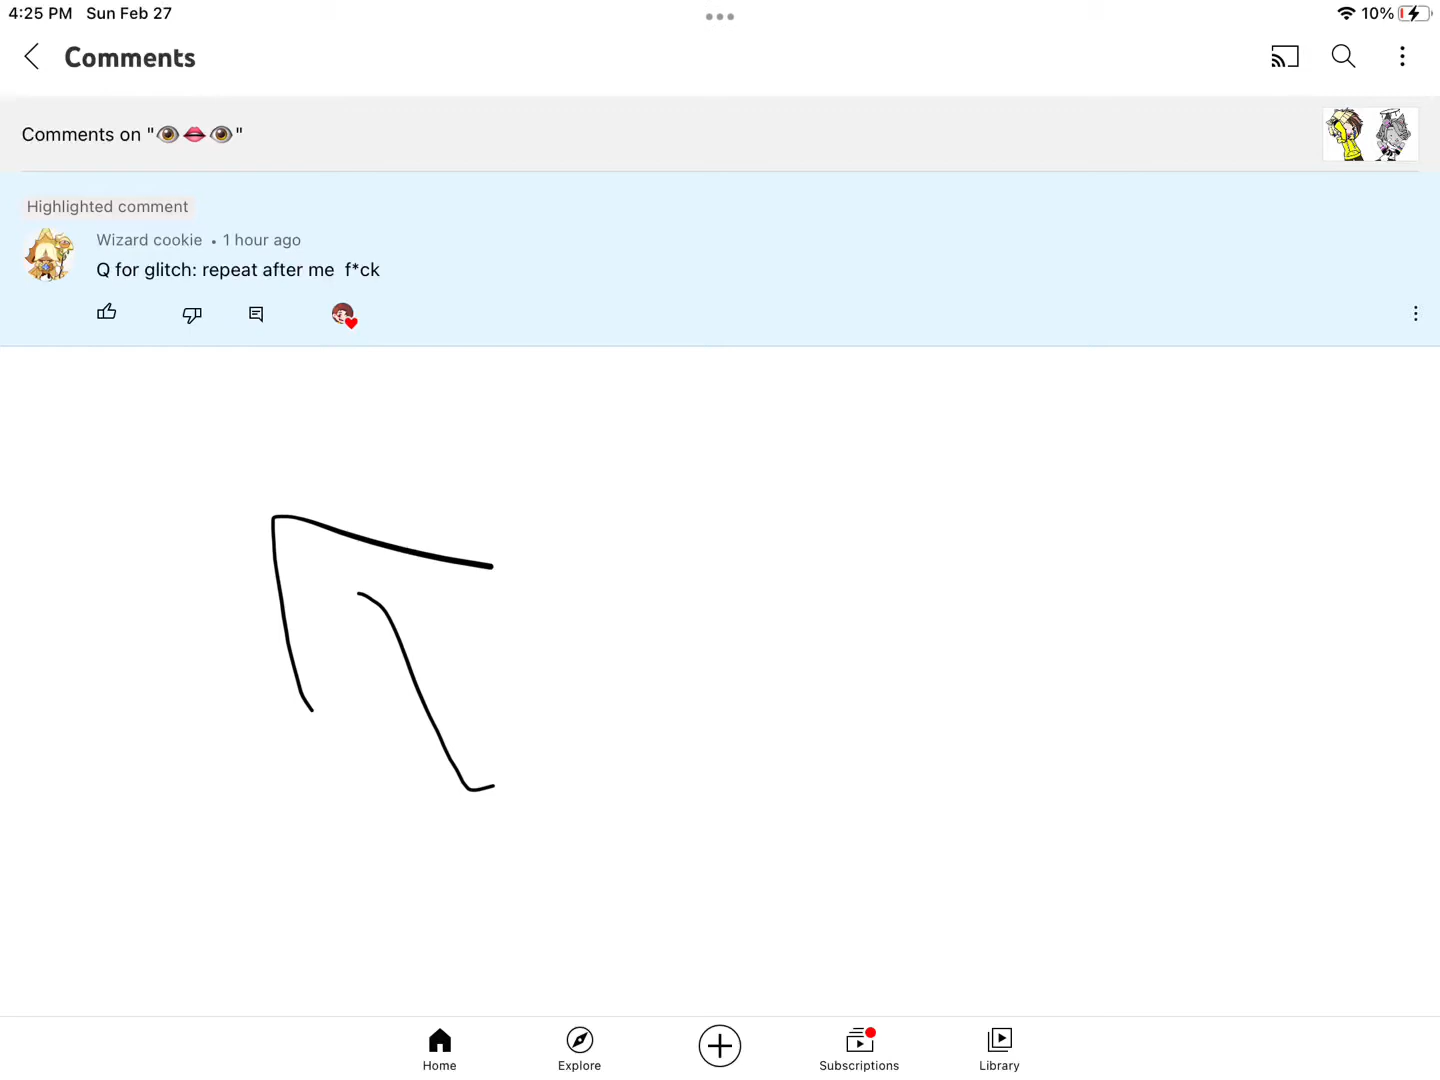 4:25 PM Sun Feb 27
10%
Comments
Comments on "👁️👄👁️"
Highlighted comment
Wizard cookie • 1 hour ago
Q for glitch: repeat after me  f*ck
Home
Explore
Subscriptions
Library